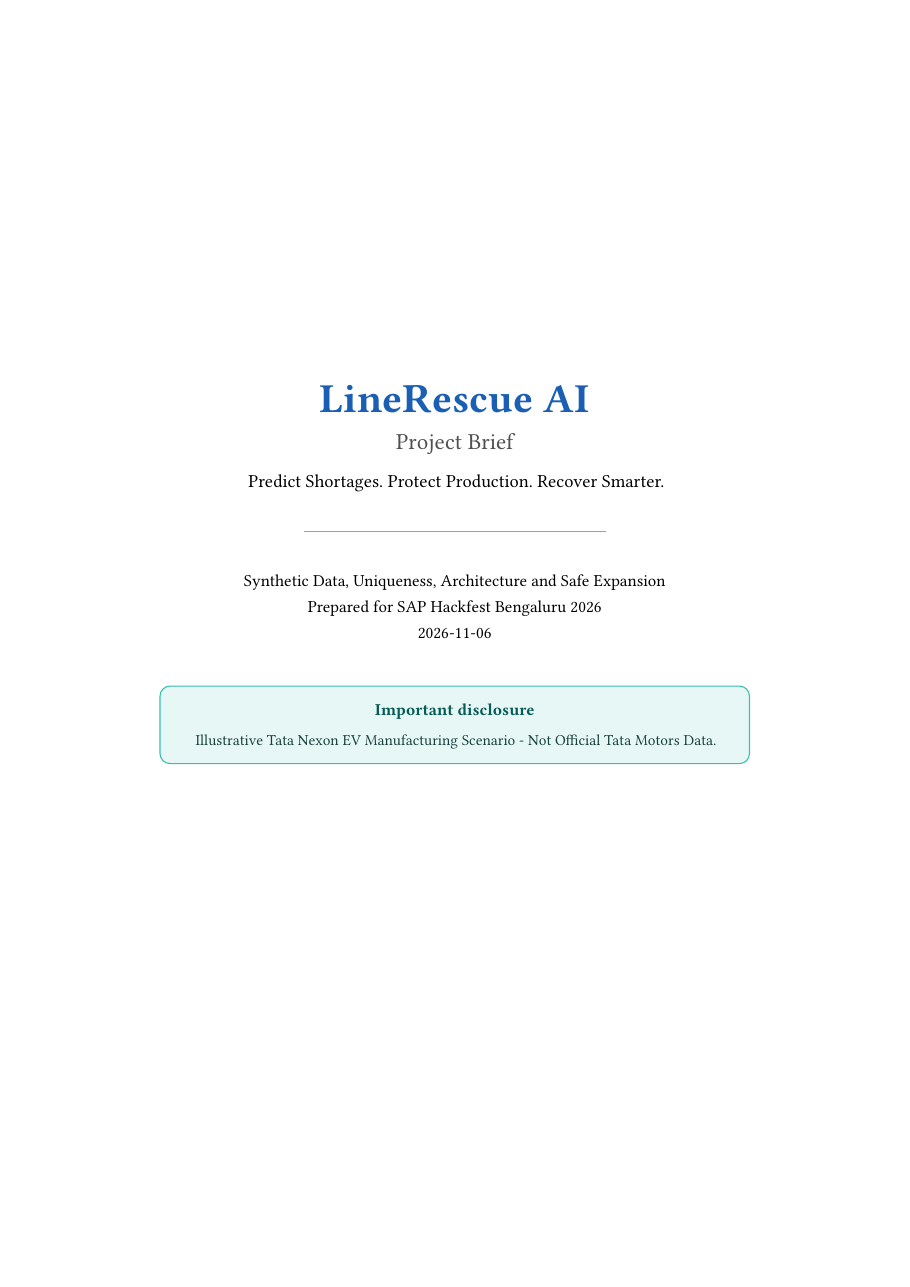 LineRescue AI
Project Brief
Predict Shortages. Protect Production. Recover Smarter.
Synthetic Data, Uniqueness, Architecture and Safe Expansion
Prepared for SAP Hackfest Bengaluru 2026
2026-11-06
Important disclosure
Illustrative Tata Nexon EV Manufacturing Scenario - Not Official Tata Motors Data.